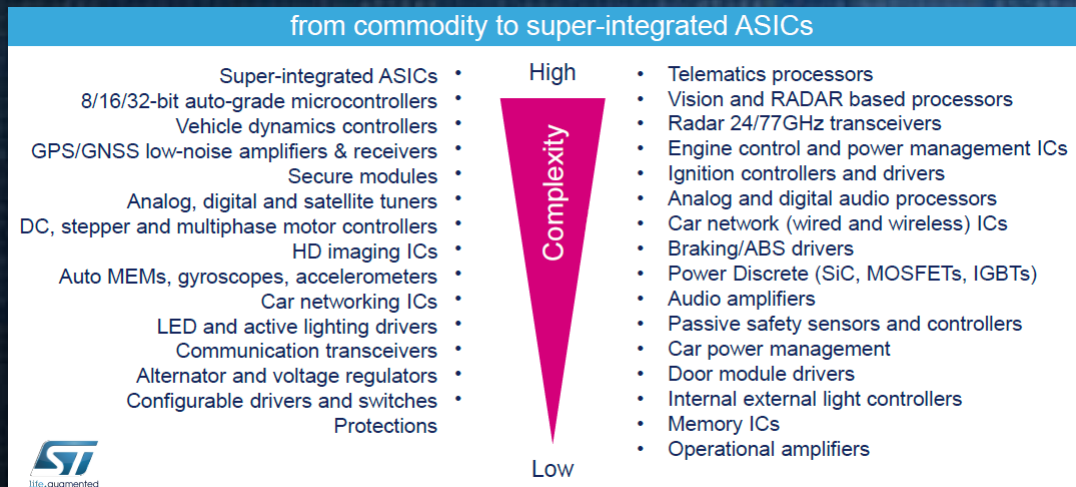 from commodity to super-integrated ASICs
Super-integrated ASICs •
8/16/32-bit auto-grade microcontrollers •
Vehicle dynamics controllers •
GPS/GNSS low-noise amplifiers & receivers •
Secure modules •
Analog, digital and satellite tuners •
DC, stepper and multiphase motor controllers •
HD imaging ICs •
Auto MEMs, gyroscopes, accelerometers •
Car networking ICs •
LED and active lighting drivers •
Communication transceivers •
Alternator and voltage regulators •
Configurable drivers and switches •
Protections
High
Complexity
Low
• Telematics processors
• Vision and RADAR based processors
• Radar 24/77GHz transceivers
• Engine control and power management ICs
• Ignition controllers and drivers
• Analog and digital audio processors
• Car network (wired and wireless) ICs
• Braking/ABS drivers
• Power Discrete (SiC, MOSFETs, IGBTs)
• Audio amplifiers
• Passive safety sensors and controllers
• Car power management
• Door module drivers
• Internal external light controllers
• Memory ICs
• Operational amplifiers
ST
life.augmented